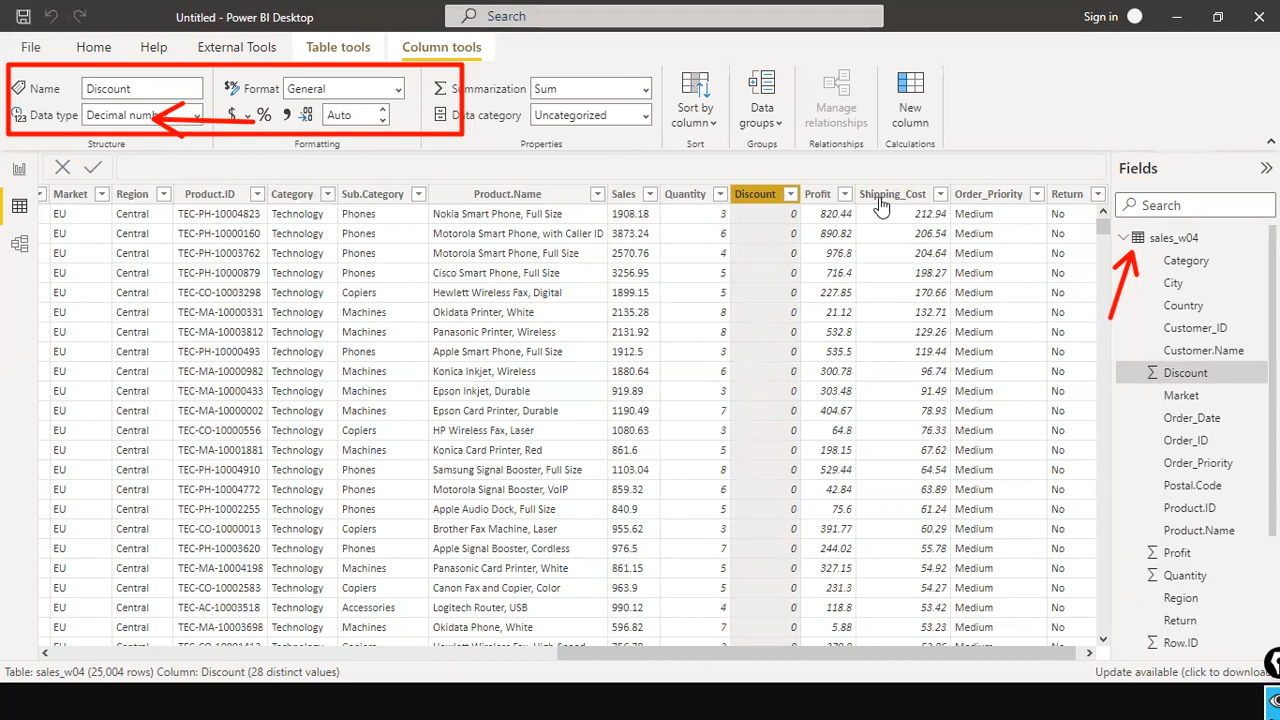 Untitled - Power BI Desktop
Search
Sign in
File Home Help External Tools Table tools Column tools
Name Discount
Format General
Summarization Sum
Data type Decimal
$ % Auto
Data category Uncategorized
Sort by column
Data groups
Manage relationships
New column
Structure Formatting Properties Sort Groups Relationships Calculations
Market Region Product.ID Category Sub.Category Product.Name Sales Quantity Discount Profit Shipping_Cost Order_Priority Return
EU Central TEC-PH-10004823 Technology Phones Nokia Smart Phone, Full Size 1908.18 3 0 820.44 212.94 Medium No
EU Central TEC-PH-10000160 Technology Phones Motorola Smart Phone, with Caller ID 3873.24 6 0 890.82 206.54 Medium No
EU Central TEC-PH-10003762 Technology Phones Motorola Smart Phone, Full Size 2570.76 4 0 976.8 204.64 Medium No
EU Central TEC-PH-10000879 Technology Phones Cisco Smart Phone, Full Size 3256.95 5 0 716.4 198.27 Medium No
EU Central TEC-CO-10003298 Technology Copiers Hewlett Wireless Fax, Digital 1899.15 5 0 227.85 170.66 Medium No
EU Central TEC-MA-10000331 Technology Machines Okidata Printer, White 2135.28 8 0 21.12 132.71 Medium No
EU Central TEC-MA-10003812 Technology Machines Panasonic Printer, Wireless 2131.92 8 0 532.8 129.26 Medium No
EU Central TEC-PH-10000493 Technology Phones Apple Smart Phone, Full Size 1912.5 3 0 535.5 119.44 Medium No
EU Central TEC-MA-10000982 Technology Machines Konica Inkjet, Wireless 1880.64 6 0 300.78 96.74 Medium No
EU Central TEC-MA-10000433 Technology Machines Epson Inkjet, Durable 919.89 3 0 303.48 91.49 Medium No
EU Central TEC-MA-10000002 Technology Machines Epson Card Printer, Durable 1190.49 7 0 404.67 78.93 Medium No
EU Central TEC-CO-10000556 Technology Copiers HP Wireless Fax, Laser 1080.63 3 0 64.8 76.33 Medium No
EU Central TEC-MA-10001881 Technology Machines Konica Card Printer, Red 861.6 5 0 198.15 67.62 Medium No
EU Central TEC-PH-10004910 Technology Phones Samsung Signal Booster, Full Size 1103.04 8 0 529.44 64.54 Medium No
EU Central TEC-PH-10004772 Technology Phones Motorola Signal Booster, VoIP 859.32 6 0 42.84 63.89 Medium No
EU Central TEC-PH-10002255 Technology Phones Apple Audio Dock, Full Size 840.9 5 0 75.6 61.24 Medium No
EU Central TEC-CO-10000013 Technology Copiers Brother Fax Machine, Laser 955.62 3 0 391.77 60.29 Medium No
EU Central TEC-PH-10003620 Technology Phones Apple Signal Booster, Cordless 976.5 7 0 244.02 55.78 Medium No
EU Central TEC-MA-10004198 Technology Machines Panasonic Card Printer, White 861.15 5 0 327.15 54.92 Medium No
EU Central TEC-CO-10002583 Technology Copiers Canon Fax and Copier, Color 963.9 5 0 231.3 54.27 Medium No
EU Central TEC-AC-10003518 Technology Accessories Logitech Router, USB 990.12 4 0 118.8 53.42 Medium No
EU Central TEC-MA-10003698 Technology Machines Okidata Phone, White 596.82 7 0 5.88 53.23 Medium No
Fields
Search
sales_w04
Category
City
Country
Customer_ID
Customer.Name
Discount
Market
Order_Date
Order_ID
Order_Priority
Postal.Code
Product.ID
Product.Name
Profit
Quantity
Region
Return
Row.ID
Table: sales_w04 (25,004 rows) Column: Discount (28 distinct values)
Update available (click to download